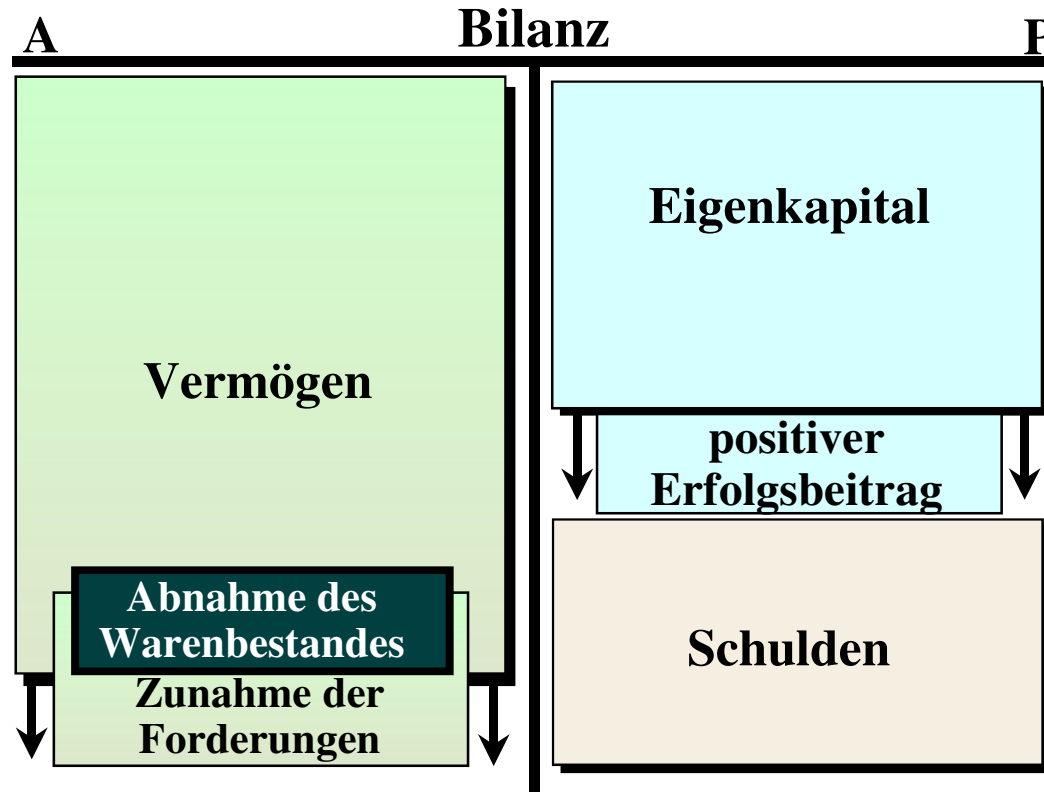 A
Bilanz
P
Vermögen
Abnahme des
Warenbestandes
Zunahme der
Forderungen
Eigenkapital
positiver
Erfolgsbeitrag
Schulden